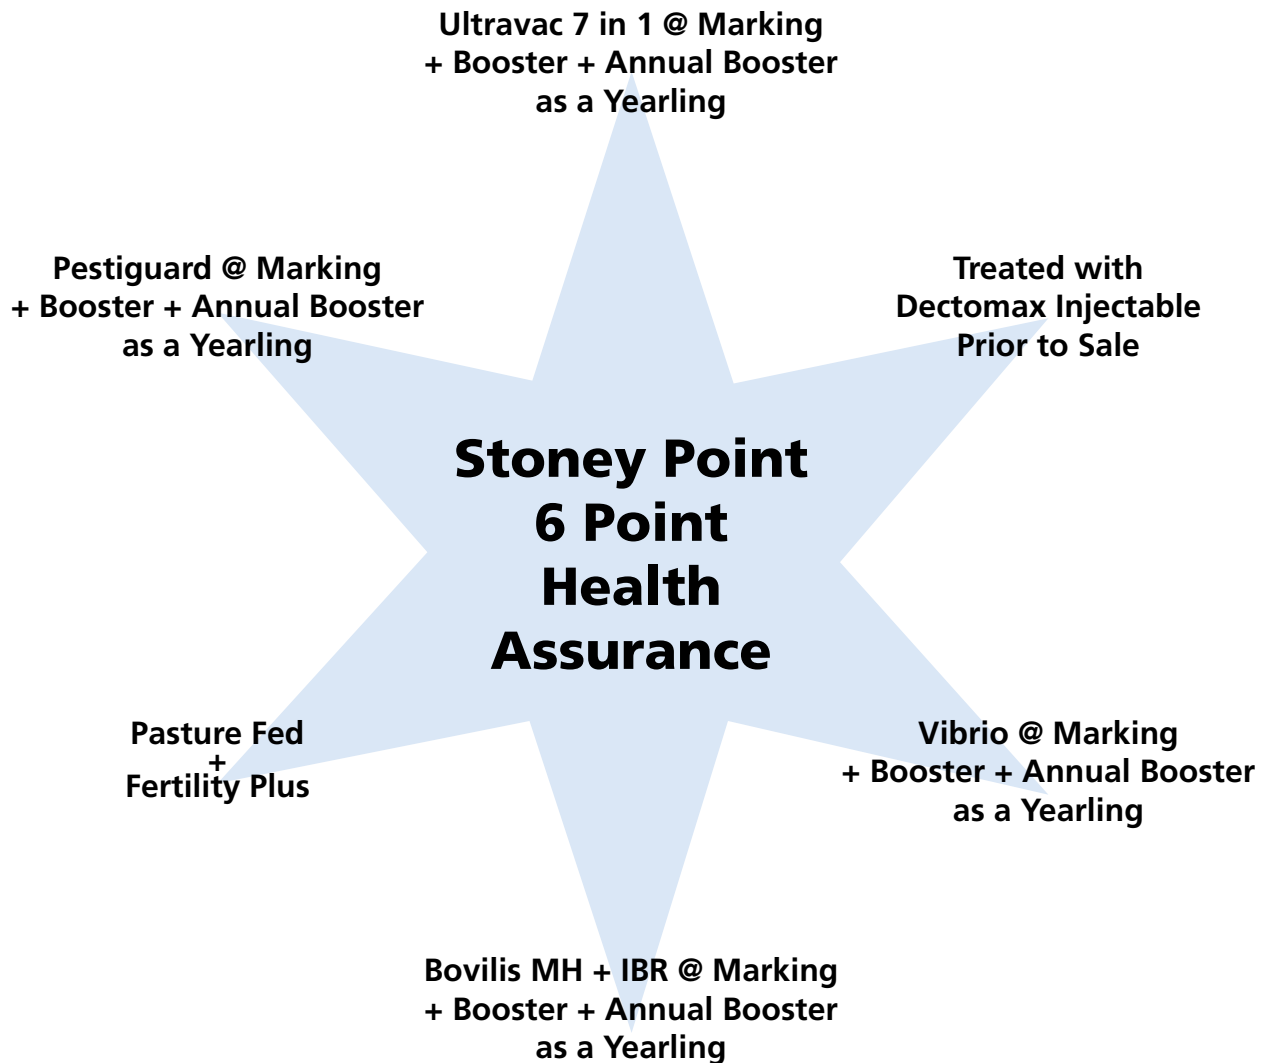 Ultravac 7 in 1 @ Marking
+ Booster + Annual Booster
as a Yearling
Pestiguard @ Marking
+ Booster + Annual Booster
as a Yearling
Treated with
Dectomax Injectable
Prior to Sale
Stoney Point
6 Point
Health
Assurance
Pasture Fed
+
Fertility Plus
Vibrio @ Marking
+ Booster + Annual Booster
as a Yearling
Bovilis MH + IBR @ Marking
+ Booster + Annual Booster
as a Yearling